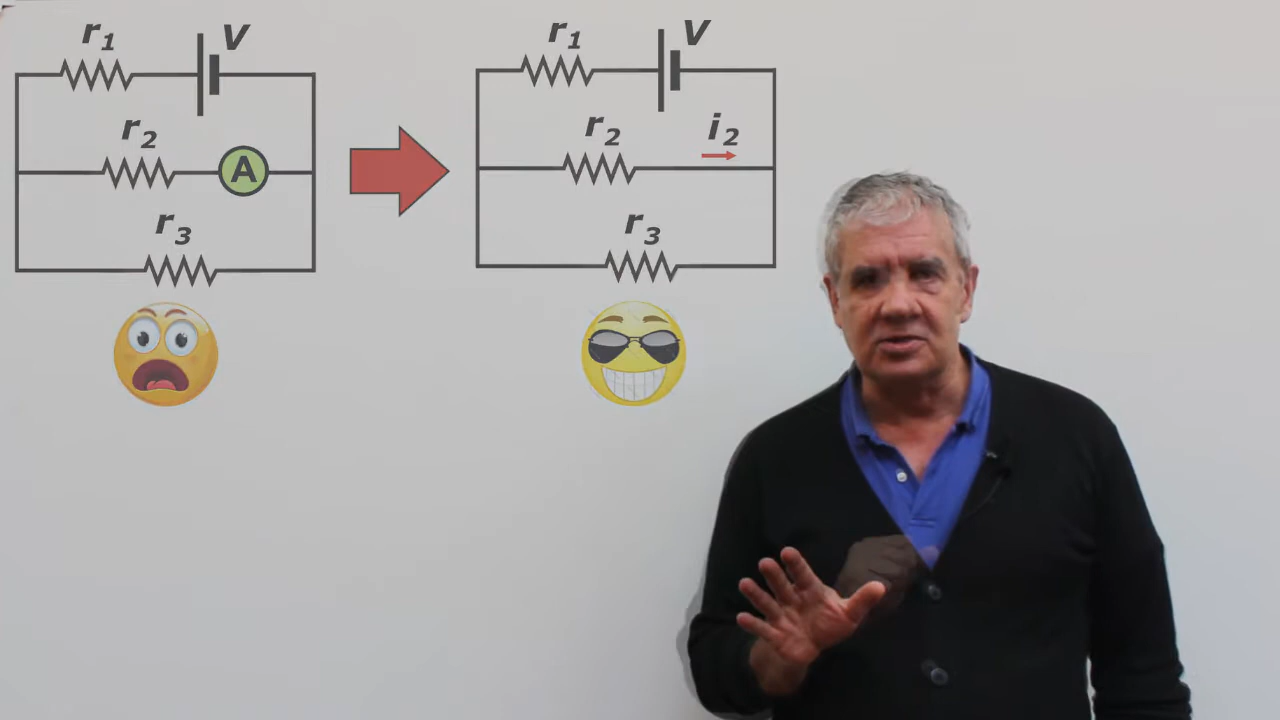 r₁ V
r₂
A
r₃
r₁ V
r₂ i₂
r₃